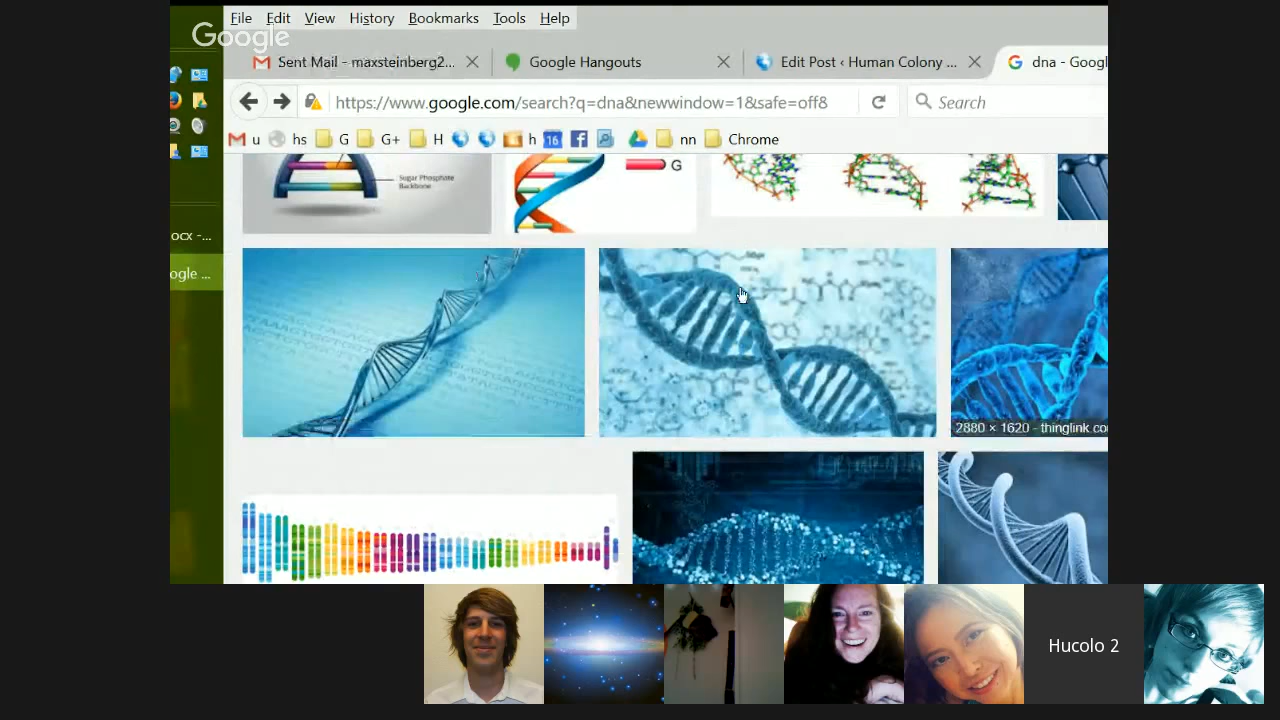 File Edit View History Bookmarks Tools Help
Google
Sent Mail - maxsteinberg2... Google Hangouts Edit Post ‹ Human Colony ... dna - Googl
https://www.google.com/search?q=dna&newwindow=1&safe=off8 Search
u hs G G+ H h 16 nn Chrome
Sugar Phosphate
Backbone
G
ocx -...
ogle ...
2880 × 1620 - thinglink.co
Hucolo 2